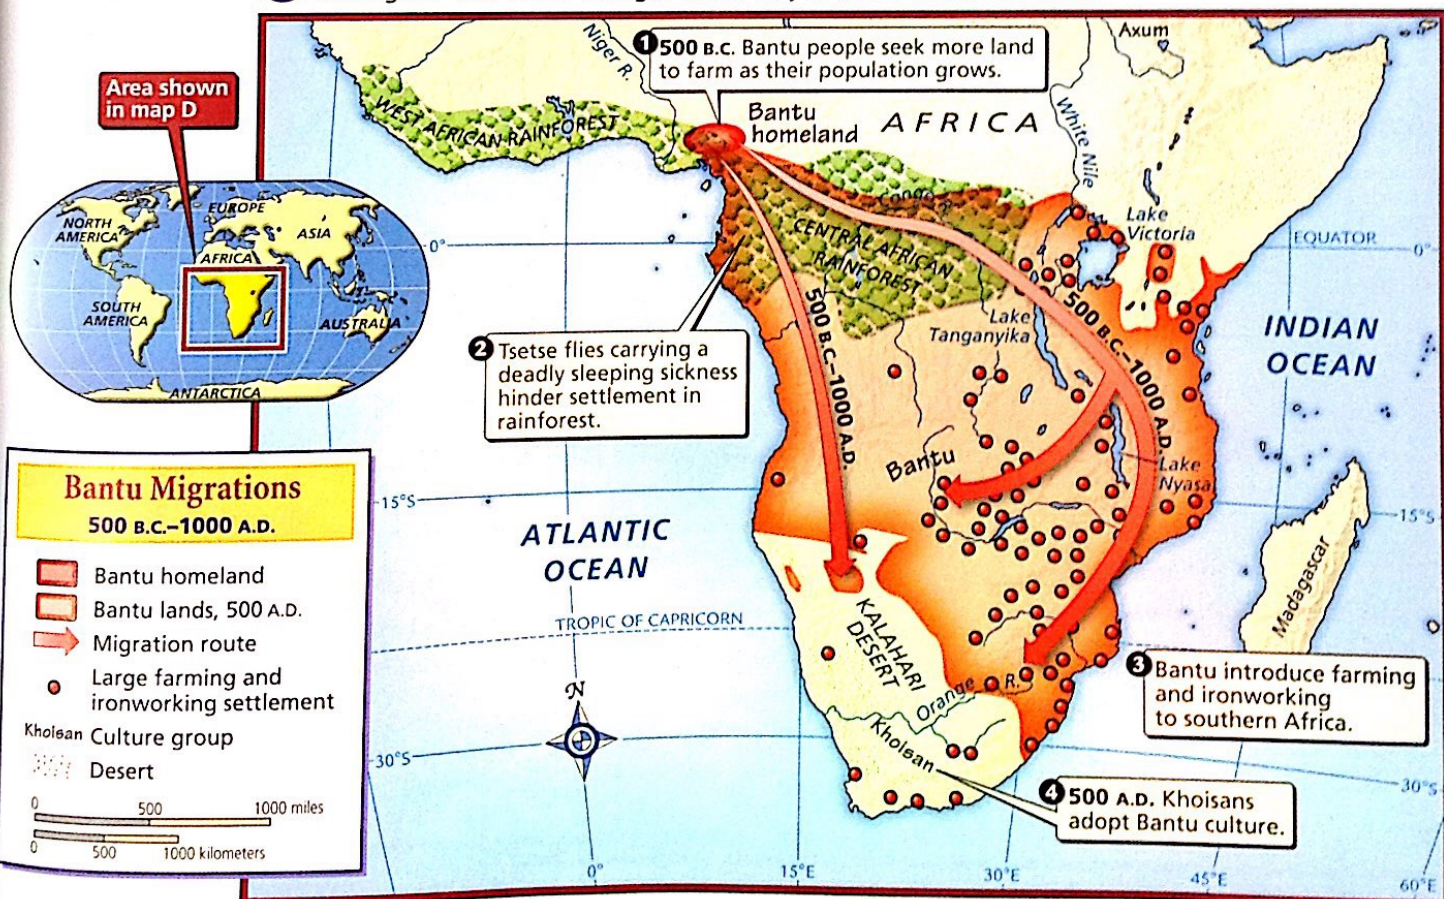 Area shown
in map D
NORTH
AMERICA
EUROPE
ASIA
AFRICA
SOUTH
AMERICA
AUSTRALIA
ANTARCTICA
Bantu Migrations
500 B.C.–1000 A.D.
Bantu homeland
Bantu lands, 500 A.D.
Migration route
Large farming and
ironworking settlement
Khoisan Culture group
Desert
0 500 1000 miles
0 500 1000 kilometers
1 500 B.C. Bantu people seek more land
to farm as their population grows.
Niger R.
Axum
WEST AFRICAN RAINFOREST
Bantu
homeland
AFRICA
White Nile
Congo R.
Lake
Victoria
CENTRAL AFRICAN
RAINFOREST
0°
EQUATOR
0°
2 Tsetse flies carrying a
deadly sleeping sickness
hinder settlement in
rainforest.
500 B.C.–1000 A.D.
Lake
Tanganyika
500 B.C.–1000 A.D.
INDIAN
OCEAN
Bantu
Lake
Nyasa
15°S
15°S
ATLANTIC
OCEAN
TROPIC OF CAPRICORN
KALAHARI
DESERT
Madagascar
Orange R.
Khoisan
3 Bantu introduce farming
and ironworking
to southern Africa.
N
30°S
30°S
4 500 A.D. Khoisans
adopt Bantu culture.
0°
15°E
30°E
45°E
60°E